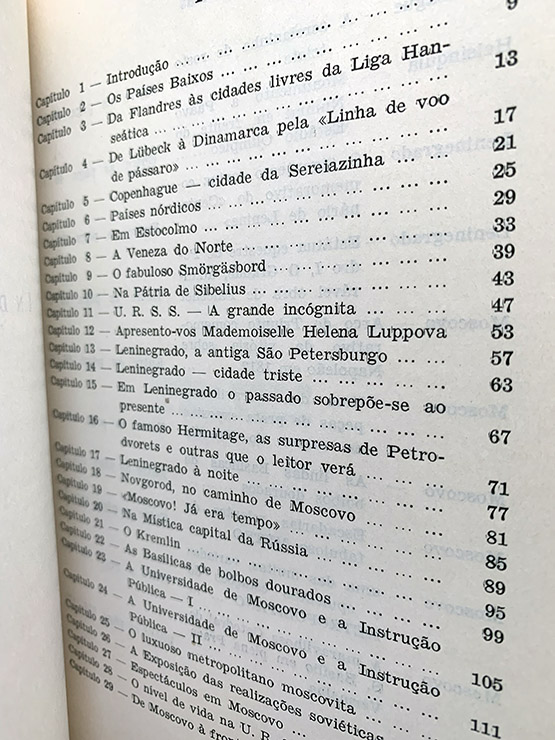 Capítulo 1 — Introdução ... ... ... ... ... ... ...
Capítulo 2 — Os Países Baixos ... ... ... ... ... ... 9
Capítulo 3 — Da Flandres às cidades livres da Liga Han-
seática ... ... ... ... ... ... ... ... 13
Capítulo 4 — De Lübeck à Dinamarca pela «Linha de voo
de pássaro» ... ... ... ... ... ... ... 17
Capítulo 5 — Copenhague — cidade da Sereiazinha ... ... 21
Capítulo 6 — Países nórdicos ... ... ... ... ... ... 25
Capítulo 7 — Em Estocolmo ... ... ... ... ... ... ... 29
Capítulo 8 — A Veneza do Norte ... ... ... ... ... ... 33
Capítulo 9 — O fabuloso Smörgäsbord ... ... ... ... ... 39
Capítulo 10 — Na Pátria de Sibelius ... ... ... ... ... 43
Capítulo 11 — U. R. S. S. — A grande incógnita ... ... 47
Capítulo 12 — Apresento-vos Mademoiselle Helena Luppova 53
Capítulo 13 — Leninegrado, a antiga São Petersburgo ... ... 57
Capítulo 14 — Leninegrado — cidade triste ... ... ... ... 63
Capítulo 15 — Em Leninegrado o passado sobrepõe-se ao
presente ... ... ... ... ... ... ... ... 67
Capítulo 16 — O famoso Hermitage, as surpresas de Petro-
dvorets e outras que o leitor verá ... ... 71
Capítulo 17 — Leninegrado à noite ... ... ... ... ... 77
Capítulo 18 — Novgorod, no caminho de Moscovo ... ... 81
Capítulo 19 — «Moscovo! Já era tempo» ... ... ... ... 85
Capítulo 20 — Na Mística capital da Rússia ... ... ... 89
Capítulo 21 — O Kremlin ... ... ... ... ... ... ... 95
Capítulo 22 — As Basílicas de bolbos dourados ... ... ... 99
Capítulo 23 — A Universidade de Moscovo e a Instrução
Pública — I ... ... ... ... ... ... ... 105
Capítulo 24 — A Universidade de Moscovo e a Instrução
Pública — II ... ... ... ... ... ... ... 111
Capítulo 25 — O luxuoso metropolitano moscovita ... ...
Capítulo 26 — A Exposição das realizações soviéticas
Capítulo 27 — Espectáculos em Moscovo ... ... ...
Capítulo 28 — O nível de vida na U. R.
Capítulo 29 — De Moscovo à